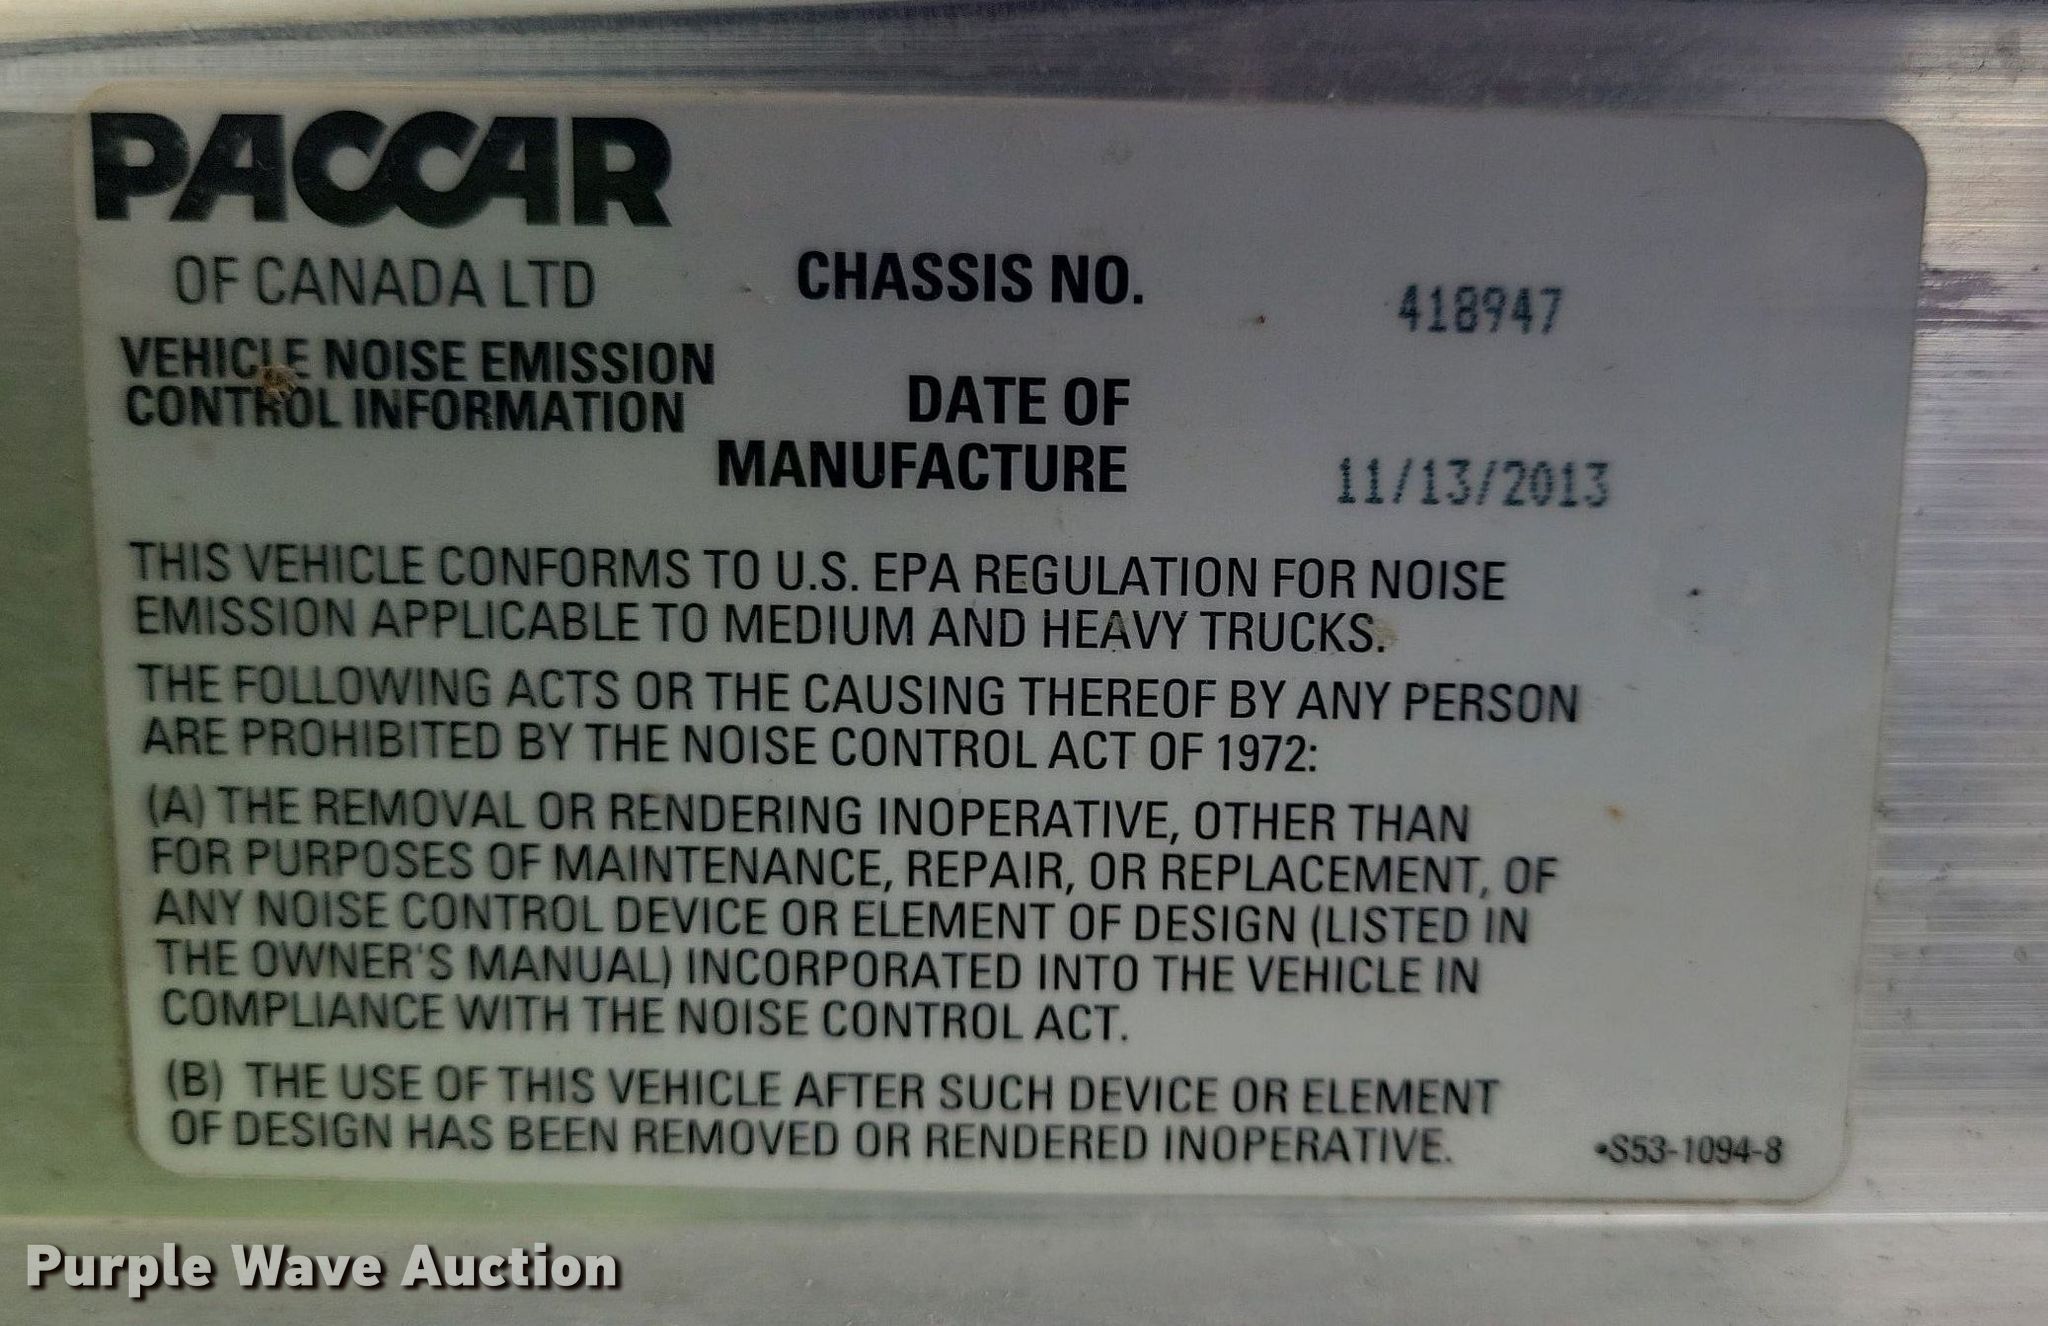 PACCAR
OF CANADA LTD
VEHICLE NOISE EMISSION
CONTROL INFORMATION
CHASSIS NO. 418947
DATE OF
MANUFACTURE 11/13/2013
THIS VEHICLE CONFORMS TO U.S. EPA REGULATION FOR NOISE
EMISSION APPLICABLE TO MEDIUM AND HEAVY TRUCKS.
THE FOLLOWING ACTS OR THE CAUSING THEREOF BY ANY PERSON
ARE PROHIBITED BY THE NOISE CONTROL ACT OF 1972:
(A) THE REMOVAL OR RENDERING INOPERATIVE, OTHER THAN
FOR PURPOSES OF MAINTENANCE, REPAIR, OR REPLACEMENT, OF
ANY NOISE CONTROL DEVICE OR ELEMENT OF DESIGN (LISTED IN
THE OWNER'S MANUAL) INCORPORATED INTO THE VEHICLE IN
COMPLIANCE WITH THE NOISE CONTROL ACT.
(B) THE USE OF THIS VEHICLE AFTER SUCH DEVICE OR ELEMENT
OF DESIGN HAS BEEN REMOVED OR RENDERED INOPERATIVE.
•S53-1094-8
Purple Wave Auction